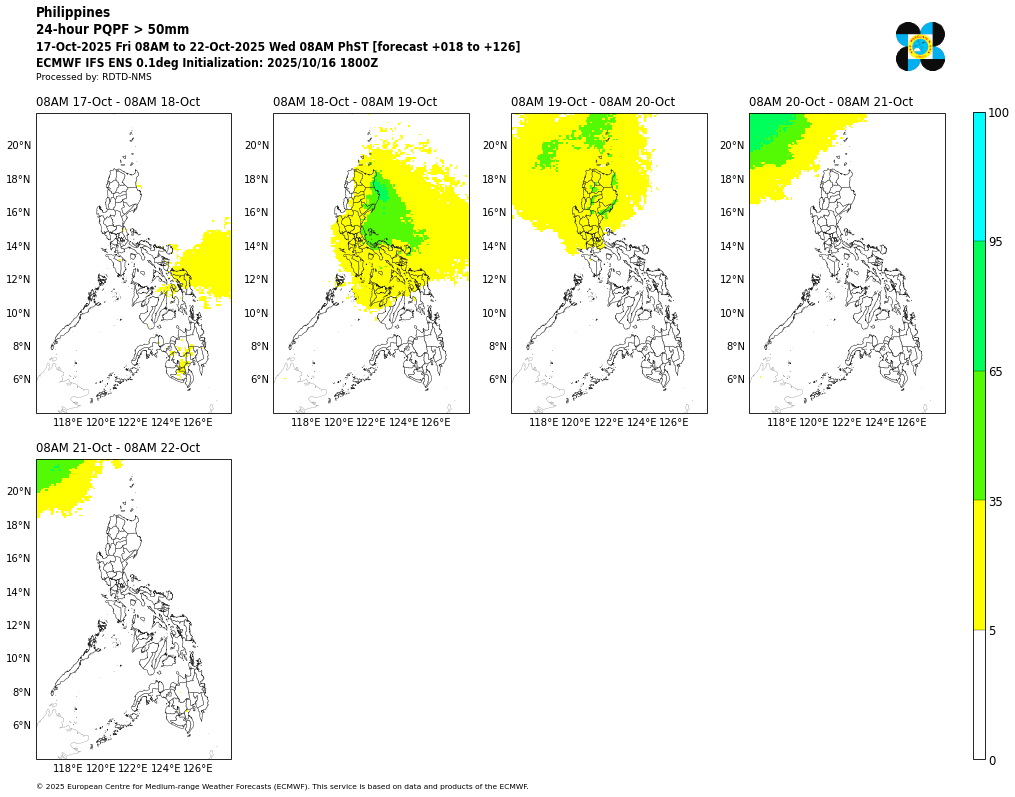 Philippines
24-hour PQPF > 50mm
17-Oct-2025 Fri 08AM to 22-Oct-2025 Wed 08AM PhST [forecast +018 to +126]
ECMWF IFS ENS 0.1deg Initialization: 2025/10/16 1800Z
Processed by: RDTD-NMS
08AM 17-Oct - 08AM 18-Oct
08AM 18-Oct - 08AM 19-Oct
08AM 19-Oct - 08AM 20-Oct
08AM 20-Oct - 08AM 21-Oct
20°N 20°N 20°N 20°N
18°N 18°N 18°N 18°N
16°N 16°N 16°N 16°N
14°N 14°N 14°N 14°N
12°N 12°N 12°N 12°N
10°N 10°N 10°N 10°N
8°N 8°N 8°N 8°N
6°N 6°N 6°N 6°N
118°E 120°E 122°E 124°E 126°E
118°E 120°E 122°E 124°E 126°E
118°E 120°E 122°E 124°E 126°E
118°E 120°E 122°E 124°E 126°E
08AM 21-Oct - 08AM 22-Oct
20°N
18°N
16°N
14°N
12°N
10°N
8°N
6°N
118°E 120°E 122°E 124°E 126°E
100
95
65
35
5
0
© 2025 European Centre for Medium-range Weather Forecasts (ECMWF). This service is based on data and products of the ECMWF.